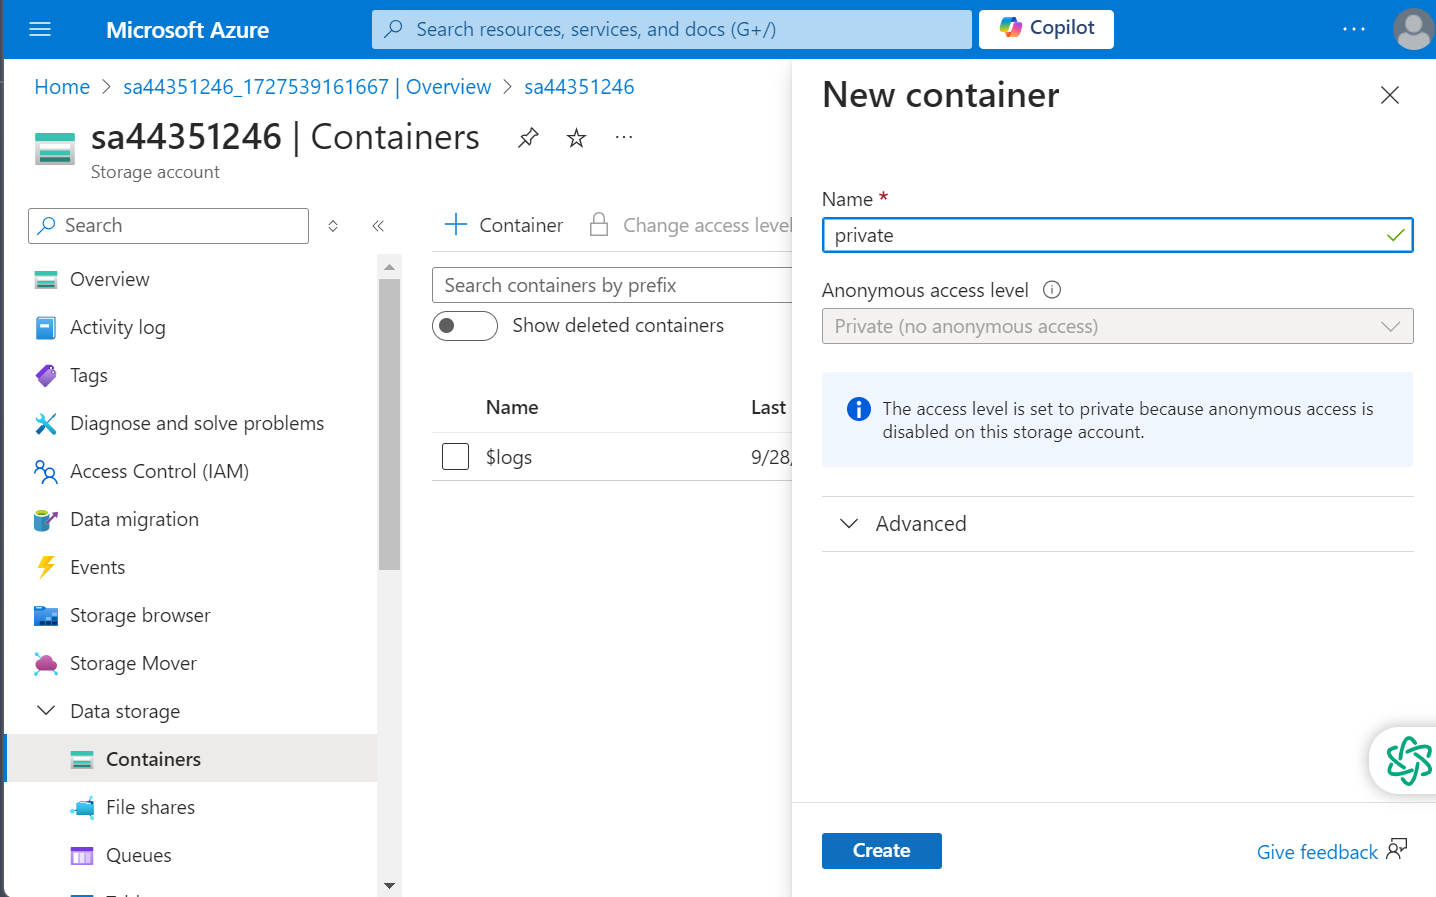 Microsoft Azure
Search resources, services, and docs (G+/)
Copilot
Home > sa44351246_1727539161667 | Overview > sa44351246
sa44351246 | Containers
Storage account
Search
Overview
Activity log
Tags
Diagnose and solve problems
Access Control (IAM)
Data migration
Events
Storage browser
Storage Mover
Data storage
Containers
File shares
Queues
Container
Change access level
Search containers by prefix
Show deleted containers
Name
Last
$logs
9/28/
New container
Name *
private
Anonymous access level
Private (no anonymous access)
The access level is set to private because anonymous access is
disabled on this storage account.
Advanced
Create
Give feedback